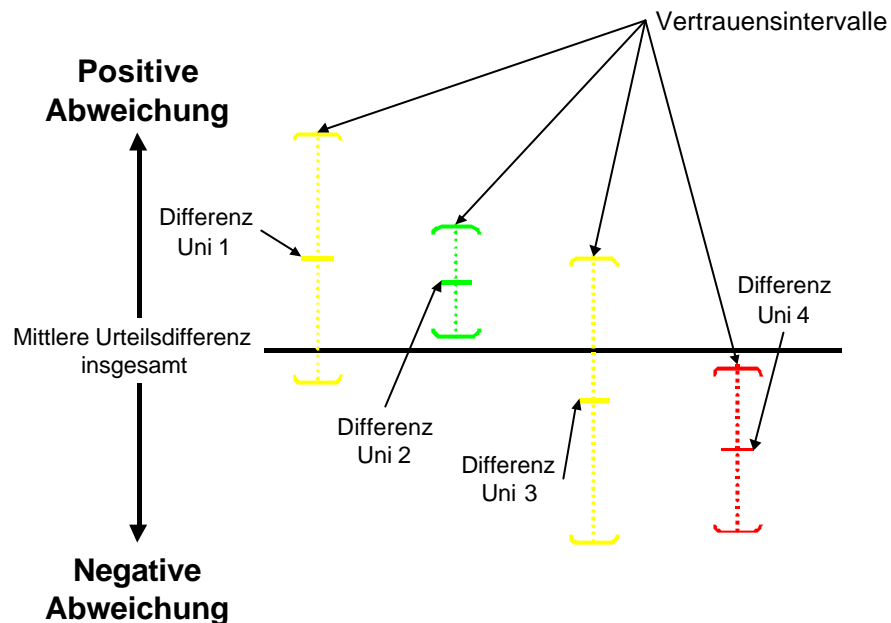 Vertrauensintervalle
Positive
Abweichung
Differenz
Uni 1
Differenz
Uni 4
Mittlere Urteilsdifferenz
insgesamt
Differenz
Uni 2
Differenz
Uni 3
Negative
Abweichung